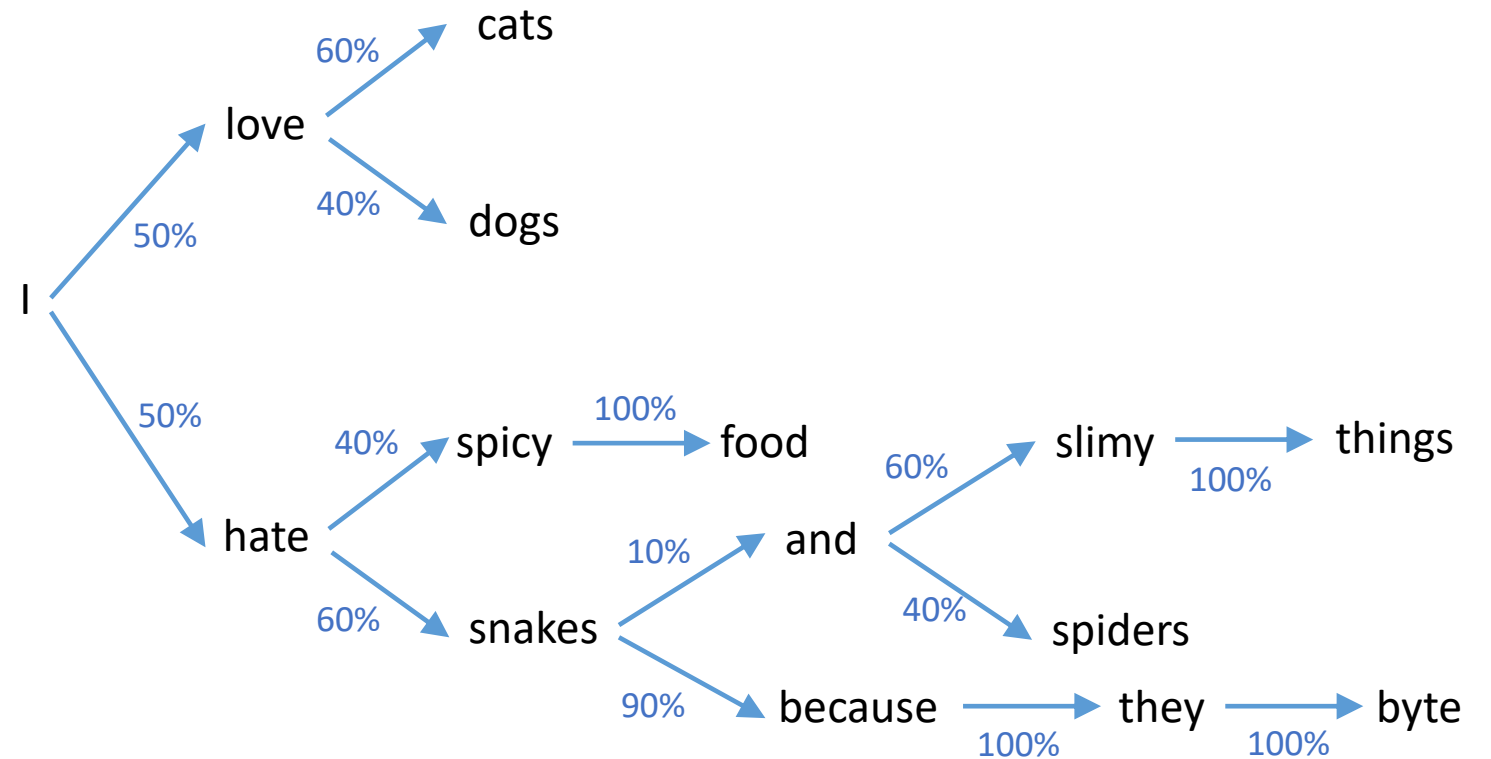 cats
60%
love
40%
dogs
50%
I
50%
100%
40%
spicy
food
60%
slimy
things
100%
hate
10%
and
60%
snakes
40%
spiders
90%
because
they
byte
100%
100%